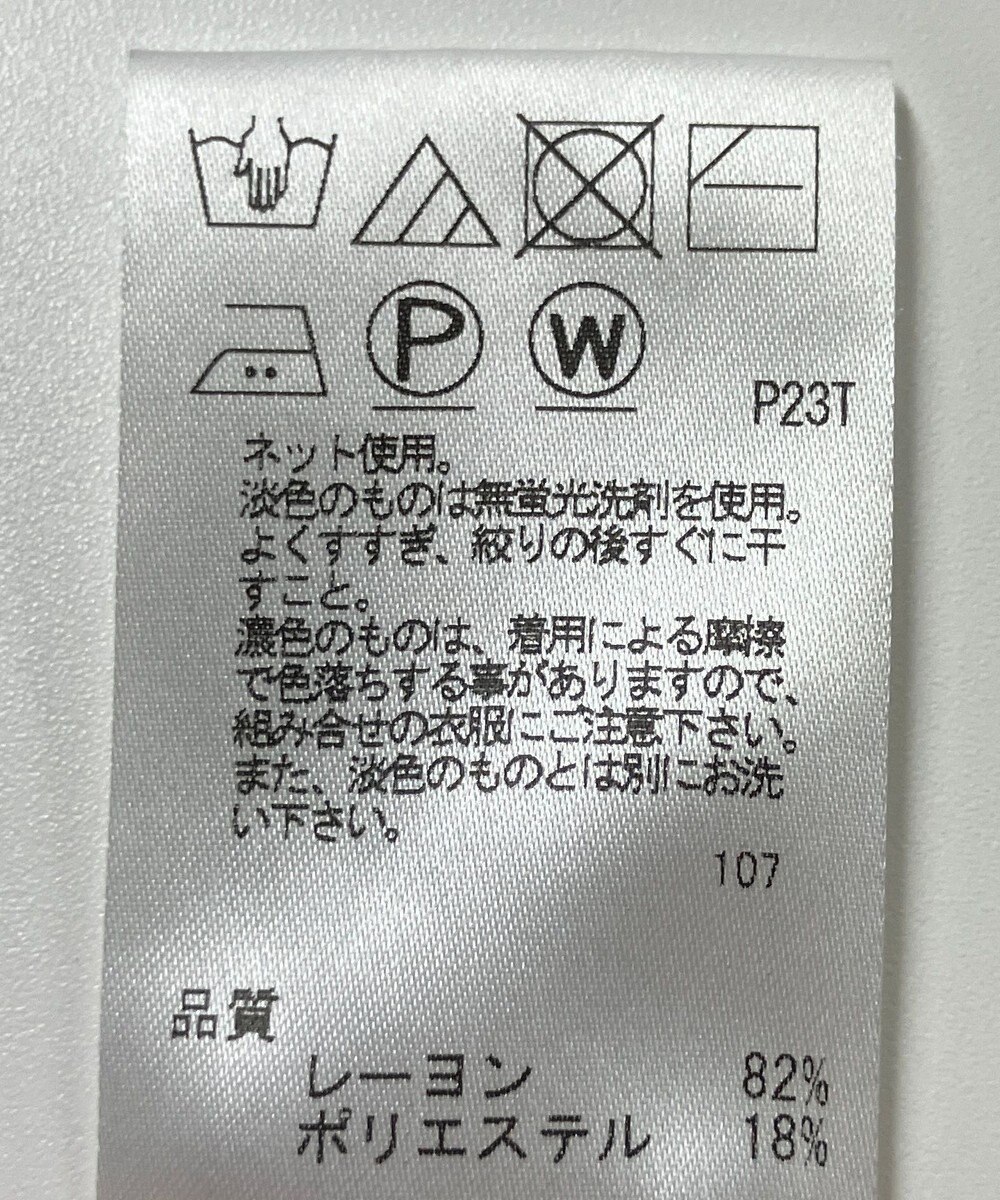 P
W
P23T
ネット使用。
淡色のものは無蛍光洗剤を使用。
よくすすぎ、絞りの後すぐに干
すこと。
濃色のものは、着用による摩擦
で色落ちする事がありますので、
組み合せの衣服にご注意下さい。
また、淡色のものとは別にお洗
い下さい。
107
品質
レーヨン 82%
ポリエステル 18%